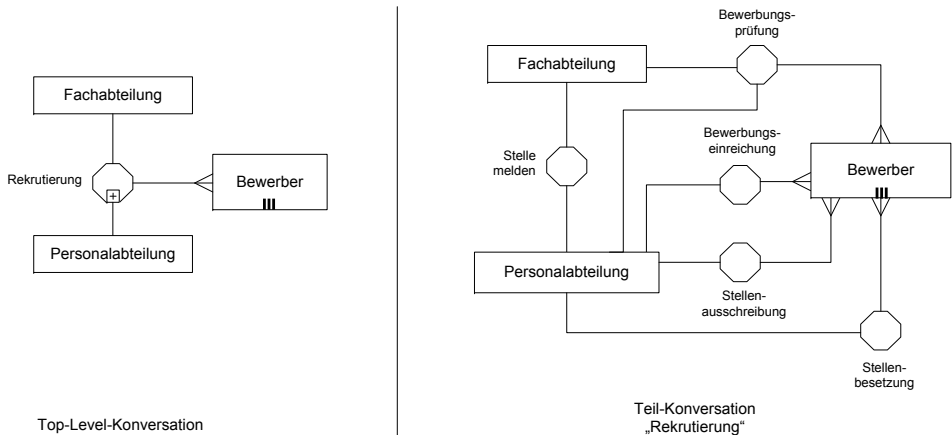 Fachabteilung
Rekrutierung
Bewerber
Personalabteilung
Top-Level-Konversation
Bewerbungs-
prüfung
Fachabteilung
Stelle
melden
Bewerbungs-
einreichung
Bewerber
Personalabteilung
Stellen-
ausschreibung
Stellen-
besetzung
Teil-Konversation
„Rekrutierung“